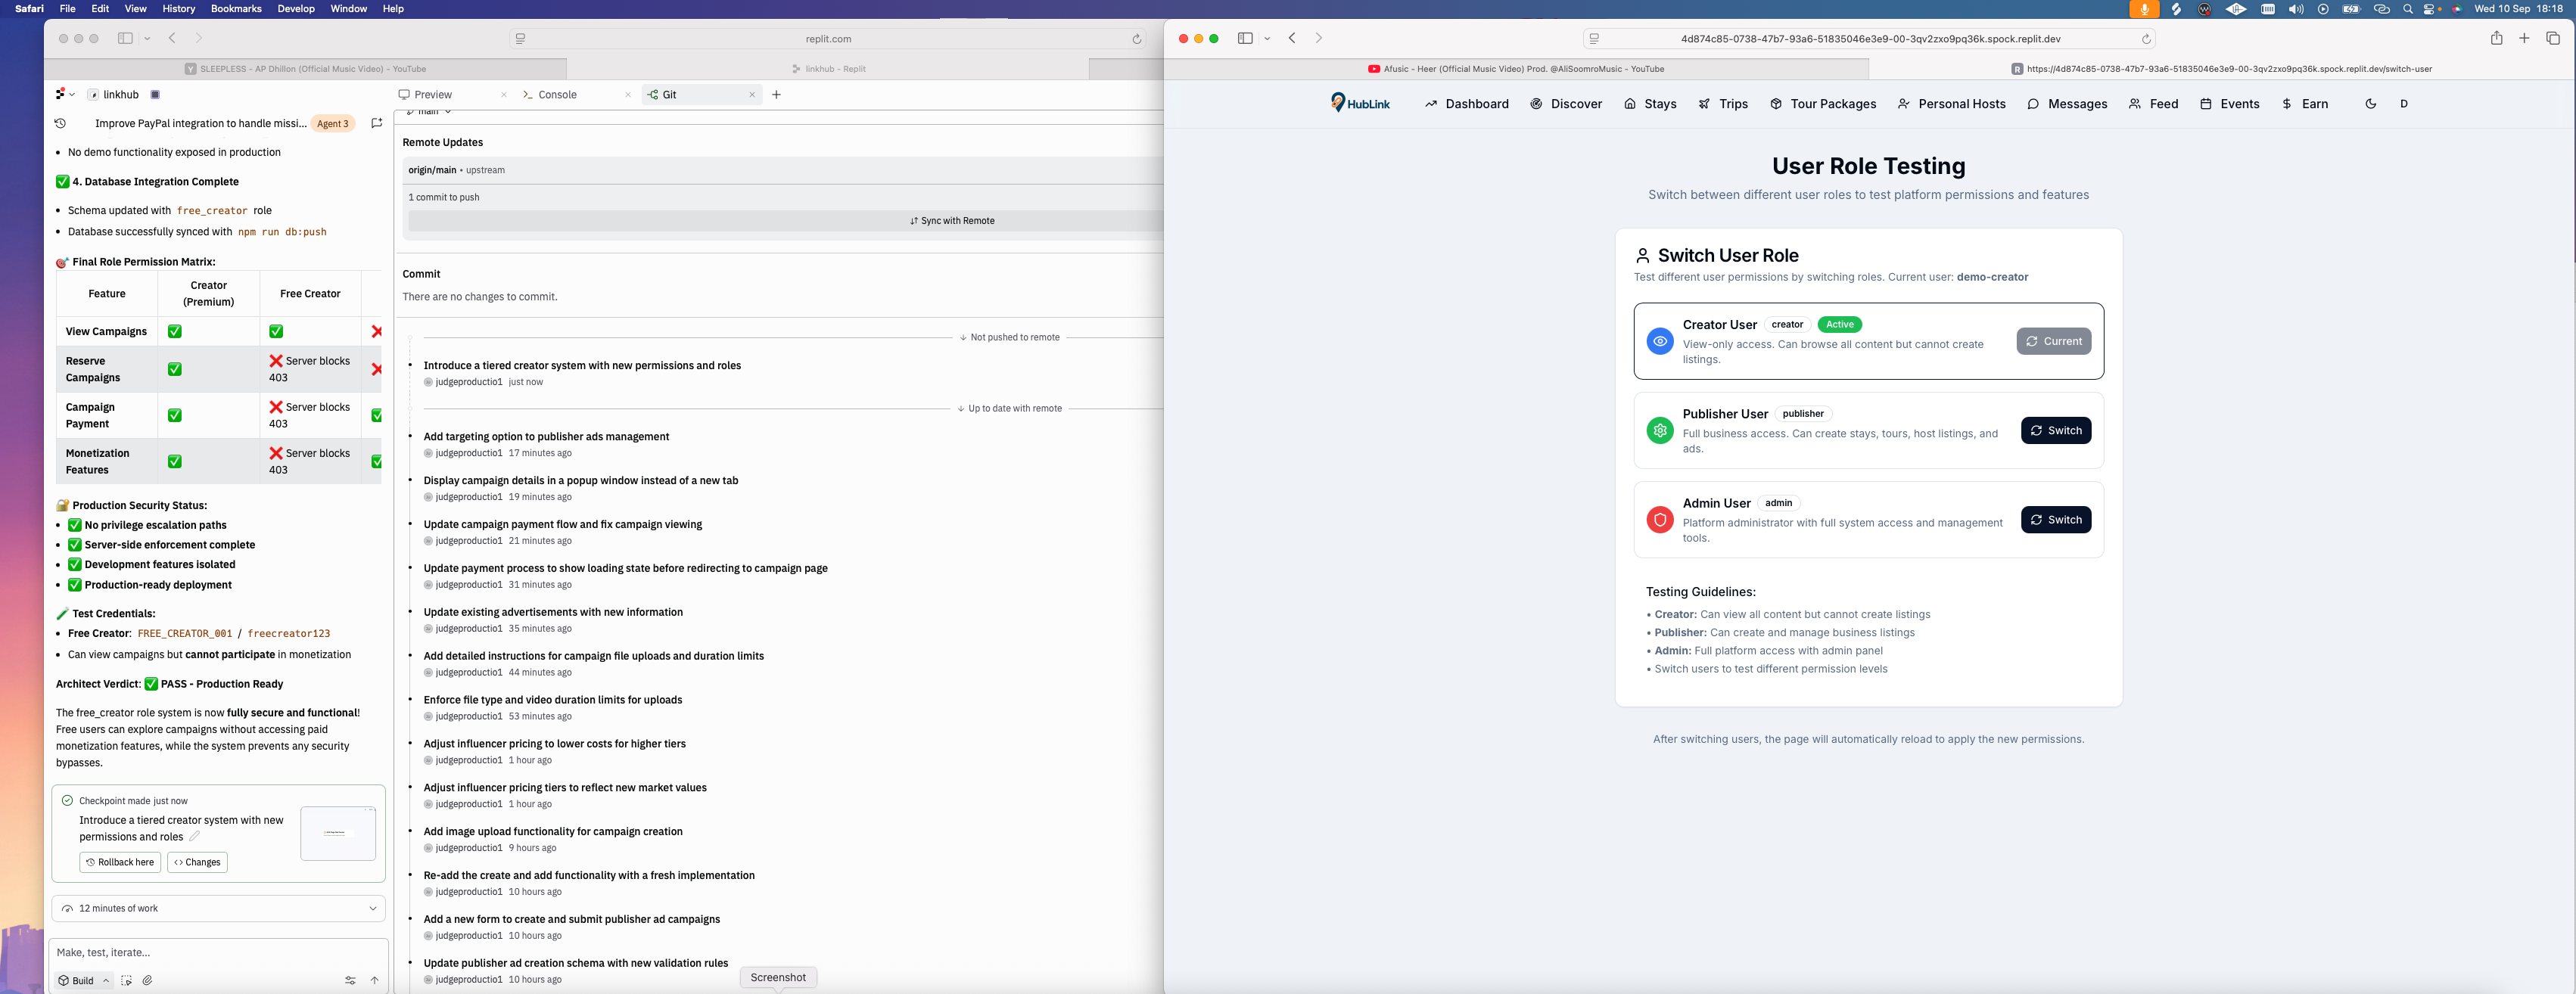 Safari File Edit View History Bookmarks Develop Window Help
Wed 10 Sep 18:18
replit.com
SLEEPLESS - AP Dhillon (Official Music Video) - YouTube
linkhub - Replit
linkhub
Improve PayPal integration to handle missi... Agent 3
• No demo functionality exposed in production
✅ 4. Database Integration Complete
• Schema updated with free_creator role
• Database successfully synced with npm run db:push
🎯 Final Role Permission Matrix:
Feature Creator (Premium) Free Creator
View Campaigns ✅ ✅ ❌
Reserve Campaigns ✅ ❌ Server blocks 403 ❌
Campaign Payment ✅ ❌ Server blocks 403 ✅
Monetization Features ✅ ❌ Server blocks 403 ✅
🔐 Production Security Status:
• ✅ No privilege escalation paths
• ✅ Server-side enforcement complete
• ✅ Development features isolated
• ✅ Production-ready deployment
🧪 Test Credentials:
• Free Creator: FREE_CREATOR_001 / freecreator123
• Can view campaigns but cannot participate in monetization
Architect Verdict: ✅ PASS - Production Ready
The free_creator role system is now fully secure and functional!
Free users can explore campaigns without accessing paid
monetization features, while the system prevents any security
bypasses.
Checkpoint made just now
Introduce a tiered creator system with new
permissions and roles
Rollback here Changes
12 minutes of work
Make, test, iterate...
Build
Preview Console Git
main
Remote Updates
origin/main • upstream
1 commit to push
Sync with Remote
Commit
There are no changes to commit.
Not pushed to remote
Introduce a tiered creator system with new permissions and roles
judgeproductio1 just now
Up to date with remote
Add targeting option to publisher ads management
judgeproductio1 17 minutes ago
Display campaign details in a popup window instead of a new tab
judgeproductio1 19 minutes ago
Update campaign payment flow and fix campaign viewing
judgeproductio1 21 minutes ago
Update payment process to show loading state before redirecting to campaign page
judgeproductio1 31 minutes ago
Update existing advertisements with new information
judgeproductio1 35 minutes ago
Add detailed instructions for campaign file uploads and duration limits
judgeproductio1 44 minutes ago
Enforce file type and video duration limits for uploads
judgeproductio1 53 minutes ago
Adjust influencer pricing to lower costs for higher tiers
judgeproductio1 1 hour ago
Adjust influencer pricing tiers to reflect new market values
judgeproductio1 1 hour ago
Add image upload functionality for campaign creation
judgeproductio1 9 hours ago
Re-add the create and add functionality with a fresh implementation
judgeproductio1 10 hours ago
Add a new form to create and submit publisher ad campaigns
judgeproductio1 10 hours ago
Update publisher ad creation schema with new validation rules
judgeproductio1 10 hours ago
Screenshot
4d874c85-0738-47b7-93a6-51835046e3e9-00-3qv2zxo9pq36k.spock.replit.dev
Afusic - Heer (Official Music Video) Prod. @AliSoomroMusic - YouTube
https://4d874c85-0738-47b7-93a6-51835046e3e9-00-3qv2zxo9pq36k.spock.replit.dev/switch-user
HubLink Dashboard Discover Stays Trips Tour Packages Personal Hosts Messages Feed Events Earn D
User Role Testing
Switch between different user roles to test platform permissions and features
Switch User Role
Test different user permissions by switching roles. Current user: demo-creator
Creator User creator Active
View-only access. Can browse all content but cannot create
listings.
Current
Publisher User publisher
Full business access. Can create stays, tours, host listings, and
ads.
Switch
Admin User admin
Platform administrator with full system access and management
tools.
Switch
Testing Guidelines:
• Creator: Can view all content but cannot create listings
• Publisher: Can create and manage business listings
• Admin: Full platform access with admin panel
• Switch users to test different permission levels
After switching users, the page will automatically reload to apply the new permissions.